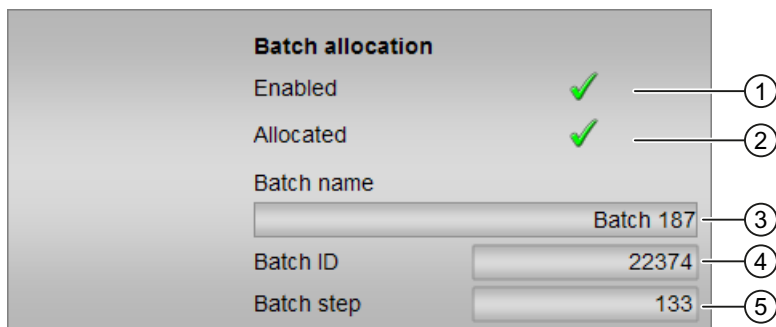 Batch allocation
Enabled 1
Allocated 2
Batch name
Batch 187 3
Batch ID 22374 4
Batch step 133 5